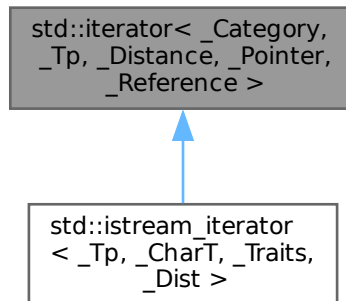 std::iterator< _Category,
_Tp, _Distance, _Pointer,
_Reference >
std::istream_iterator
< _Tp, _CharT, _Traits,
_Dist >